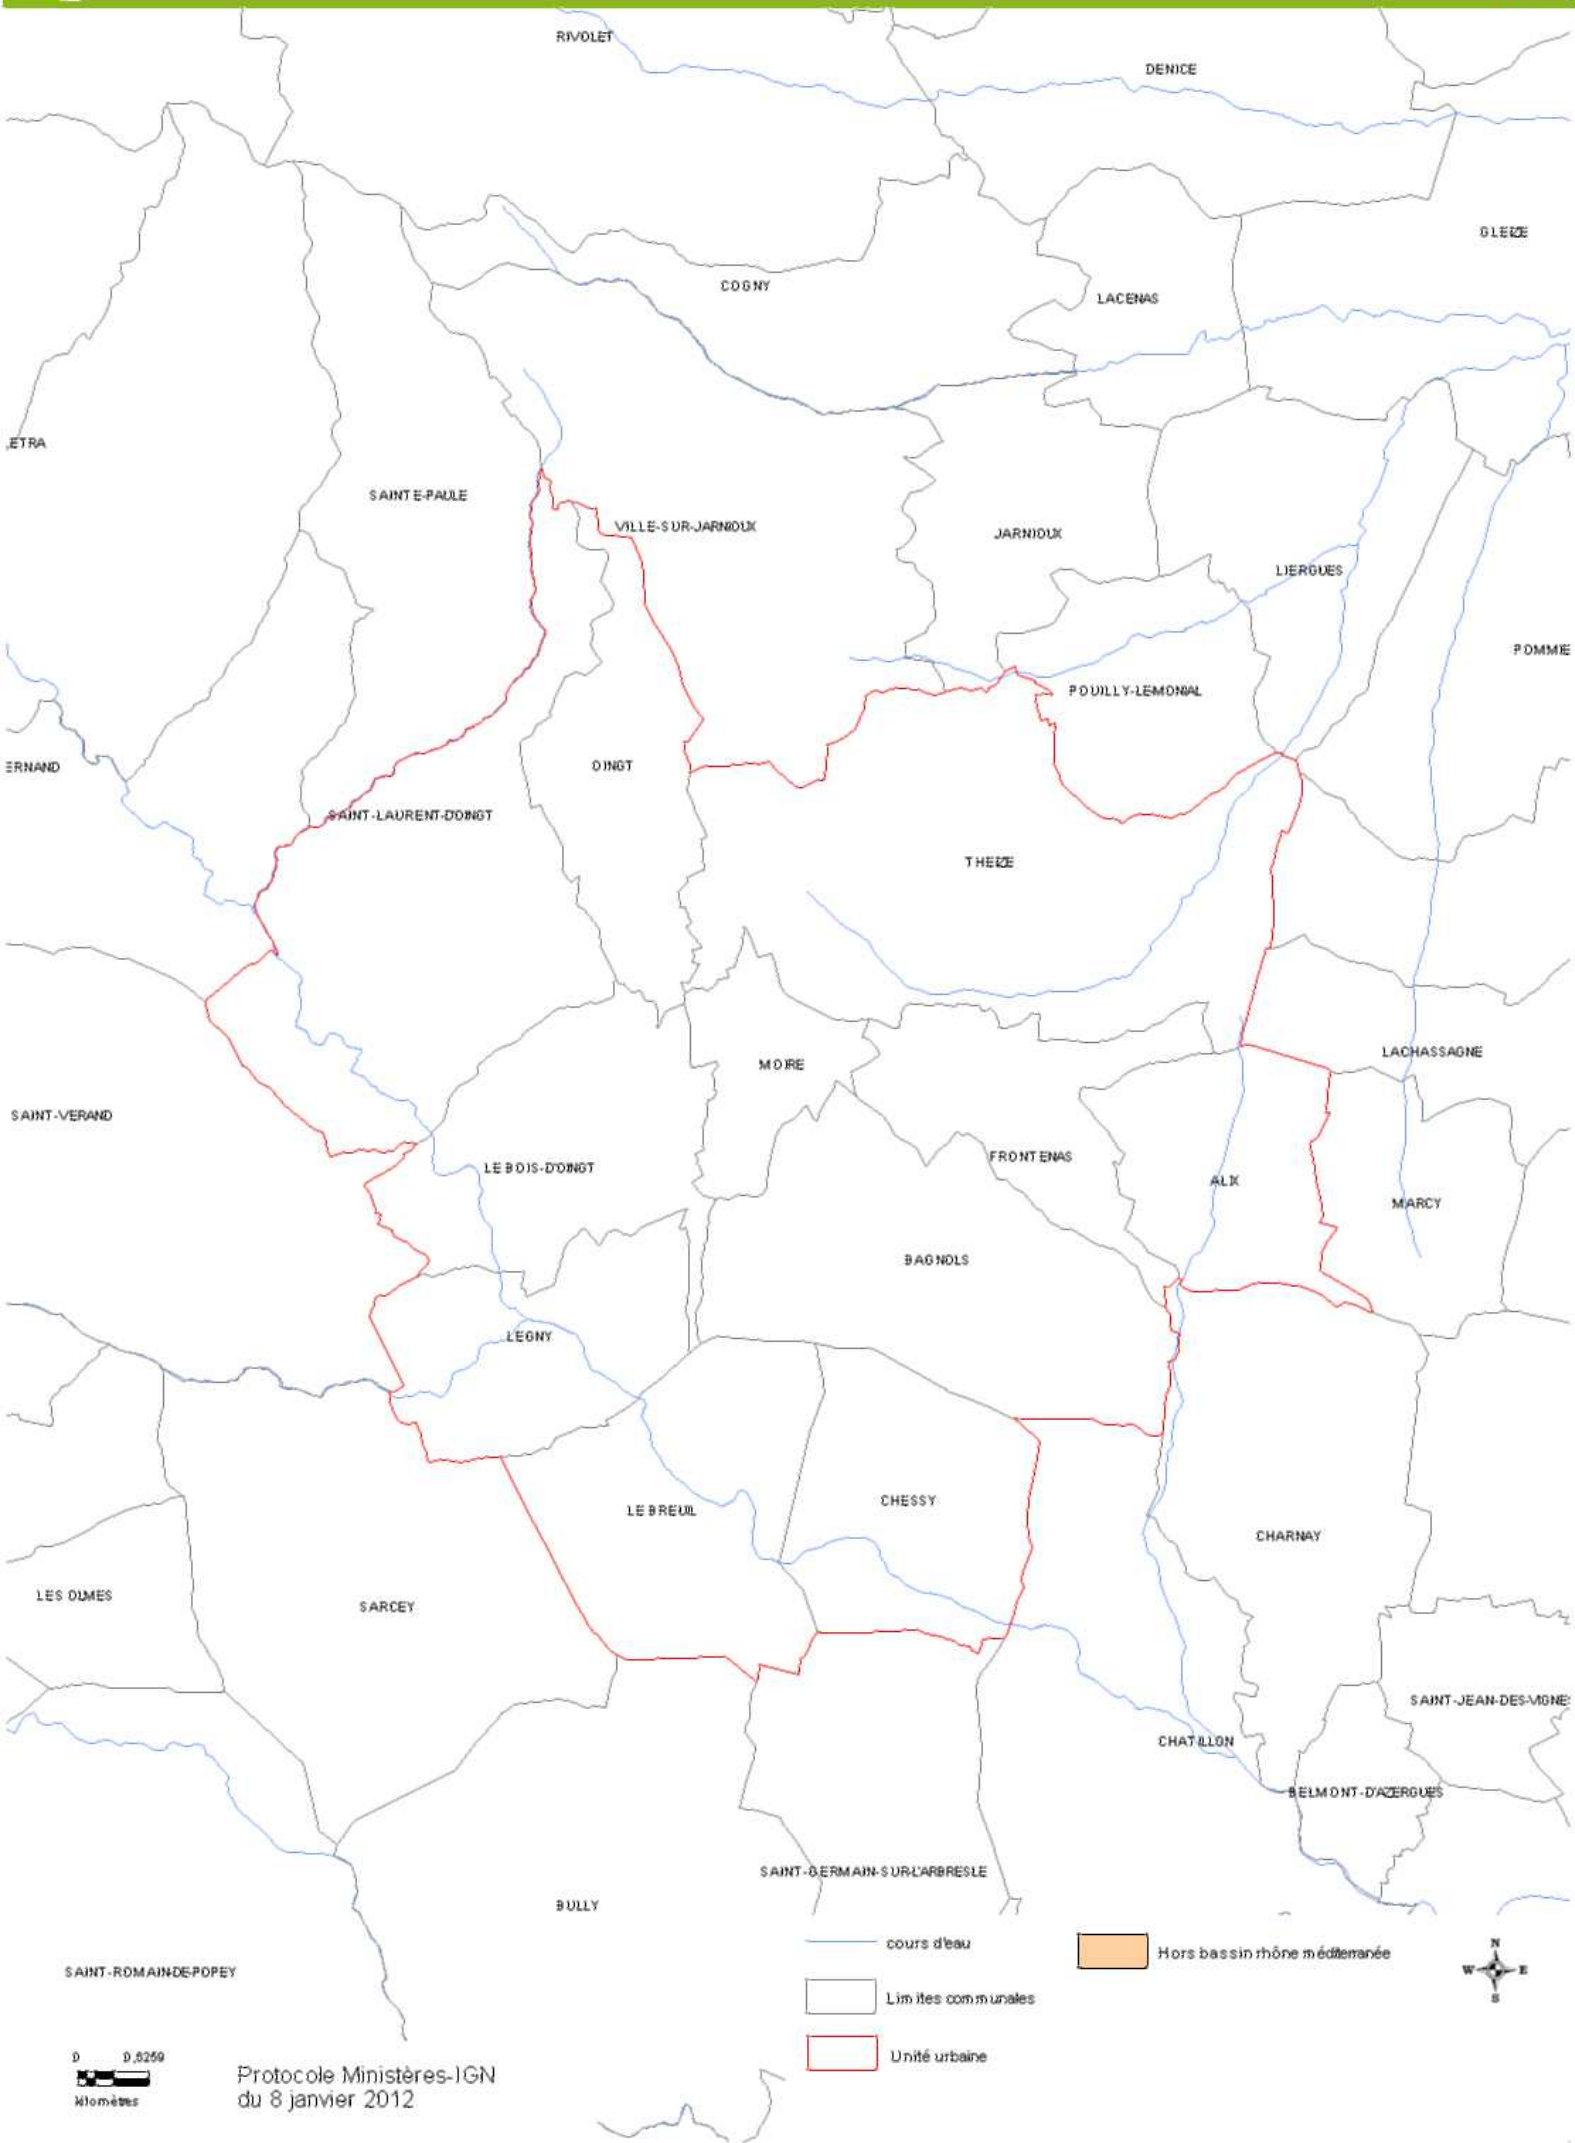 RIVOLET
DENICE
GLEIZE
COGNY
LACENAS
ETRA
SAINTE-PAULE
VILLE-SUR-JARNIOUX
JARNIOUX
LIERGUES
POMMIE
POUILLY-LE-MONIAL
ERNAND
OINGT
SAINT-LAURENT-D'OINGT
THEIZE
LACHASSAGNE
MOIRE
SAINT-VERAND
FRONTENAS
LE BOIS-D'OINGT
ALIX
MARCY
BAGNOLS
LEGNY
CHESSY
LE BREUIL
CHARNAY
LES OLMES
SARCEY
SAINT-JEAN-DES-VIGNES
CHATILLON
BELMONT-D'AZERGUES
SAINT-GERMAIN-SUR-L'ARBRESLE
BULLY
SAINT-ROMAIN-DE-POPEY
cours d'eau
Hors bassin rhône méditerranée
Limites communales
Unité urbaine
N
W E
S
0 0,6259
kilomètres
Protocole Ministères-IGN
du 8 janvier 2012